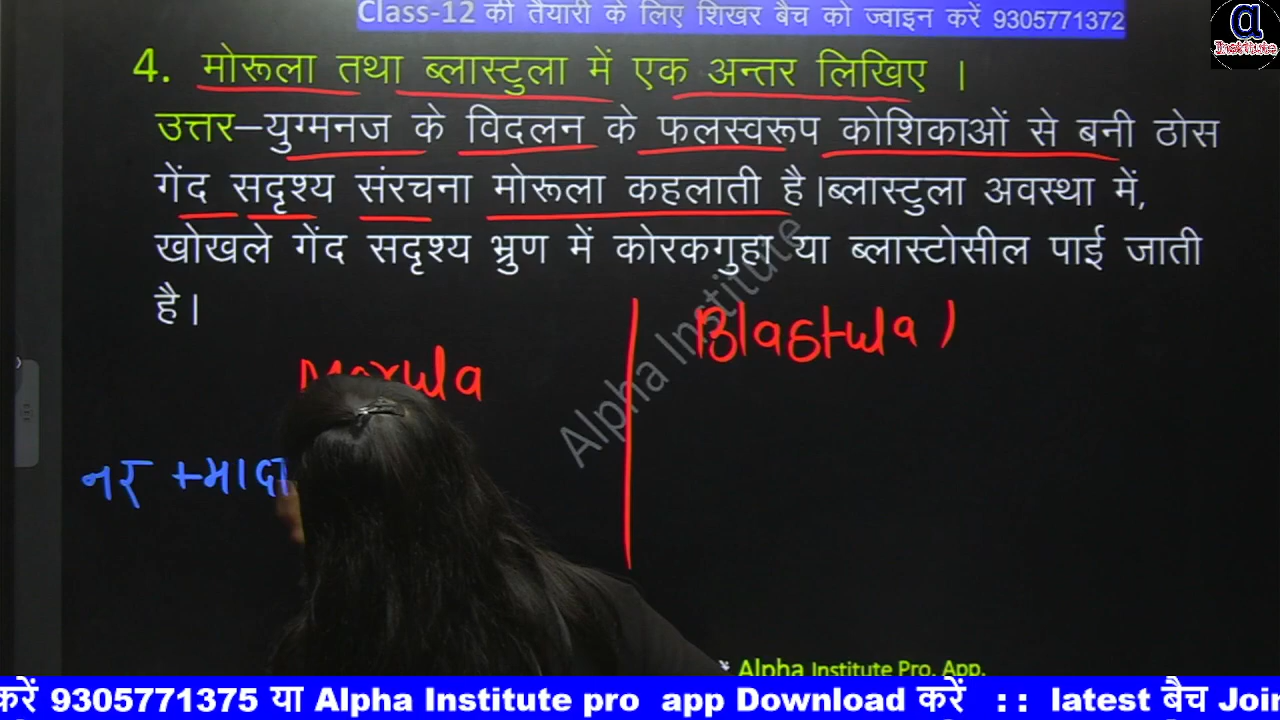 Class-12 की तैयारी के लिए शिखर बैच को ज्वाइन करें 9305771372
α
Institute
4. मोरूला तथा ब्लास्टुला में एक अन्तर लिखिए ।
उत्तर–युग्मनज के विदलन के फलस्वरूप कोशिकाओं से बनी ठोस
गेंद सदृश्य संरचना मोरूला कहलाती है।ब्लास्टुला अवस्था में,
खोखले गेंद सदृश्य भ्रुण में कोरकगुहा या ब्लास्टोसील पाई जाती
है।
Alpha Institute
Morula
Blastula )
नर + मादा
Alpha Institute Pro. App.
करें 9305771375 या Alpha Institute pro app Download करें : : latest बैच Join